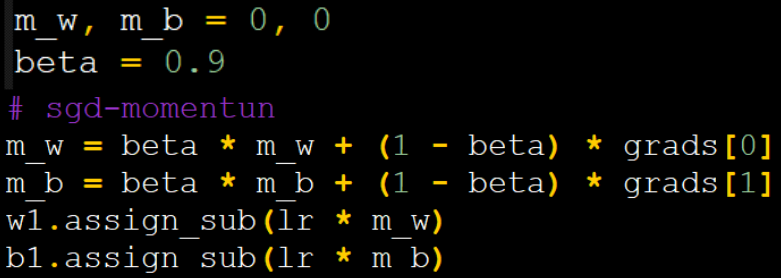 m_w, m_b = 0, 0
beta = 0.9
# sgd-momentun
m_w = beta * m_w + (1 - beta) * grads[0]
m_b = beta * m_b + (1 - beta) * grads[1]
w1.assign_sub(lr * m_w)
b1.assign_sub(lr * m_b)